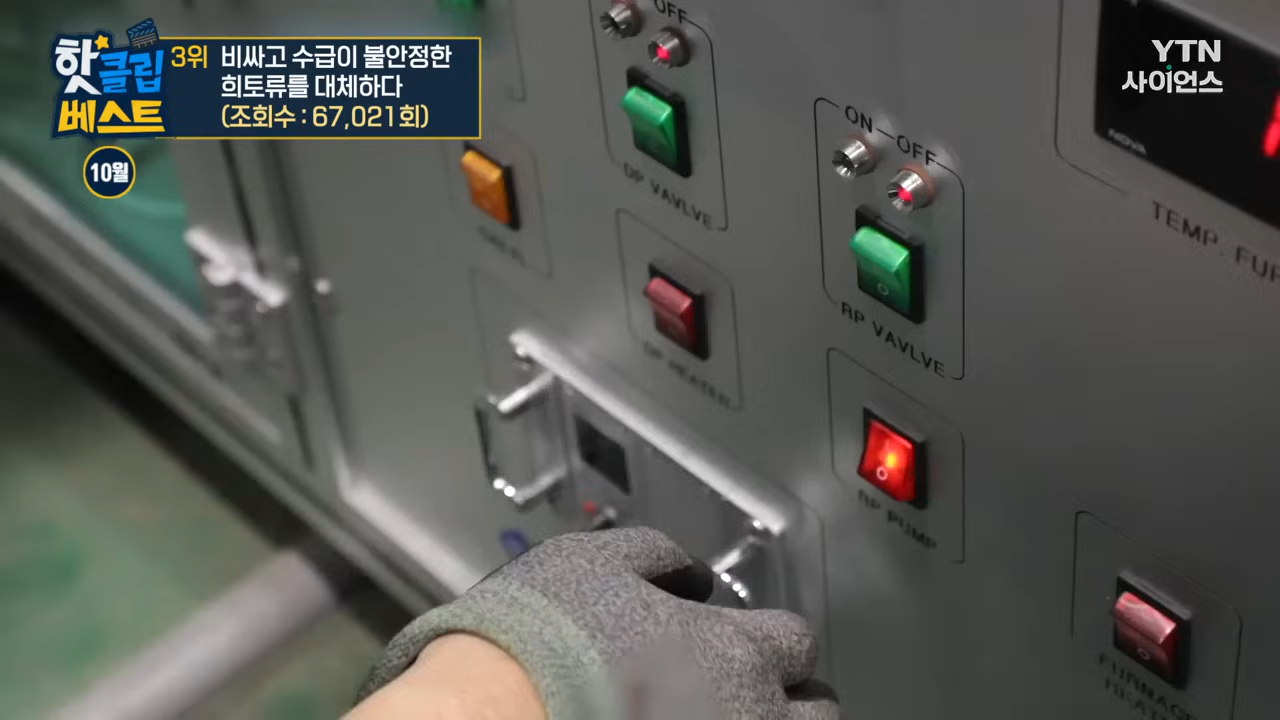 핫클립
베스트
10월
3위 비싸고 수급이 불안정한
희토류를 대체하다
(조회수 : 67,021회)
YTN
사이언스
OFF
DP VAVLVE
DP HEATER
ON OFF
RP VAVLVE
RP PUMP
NOVA
TEMP. FUR
FURNACE